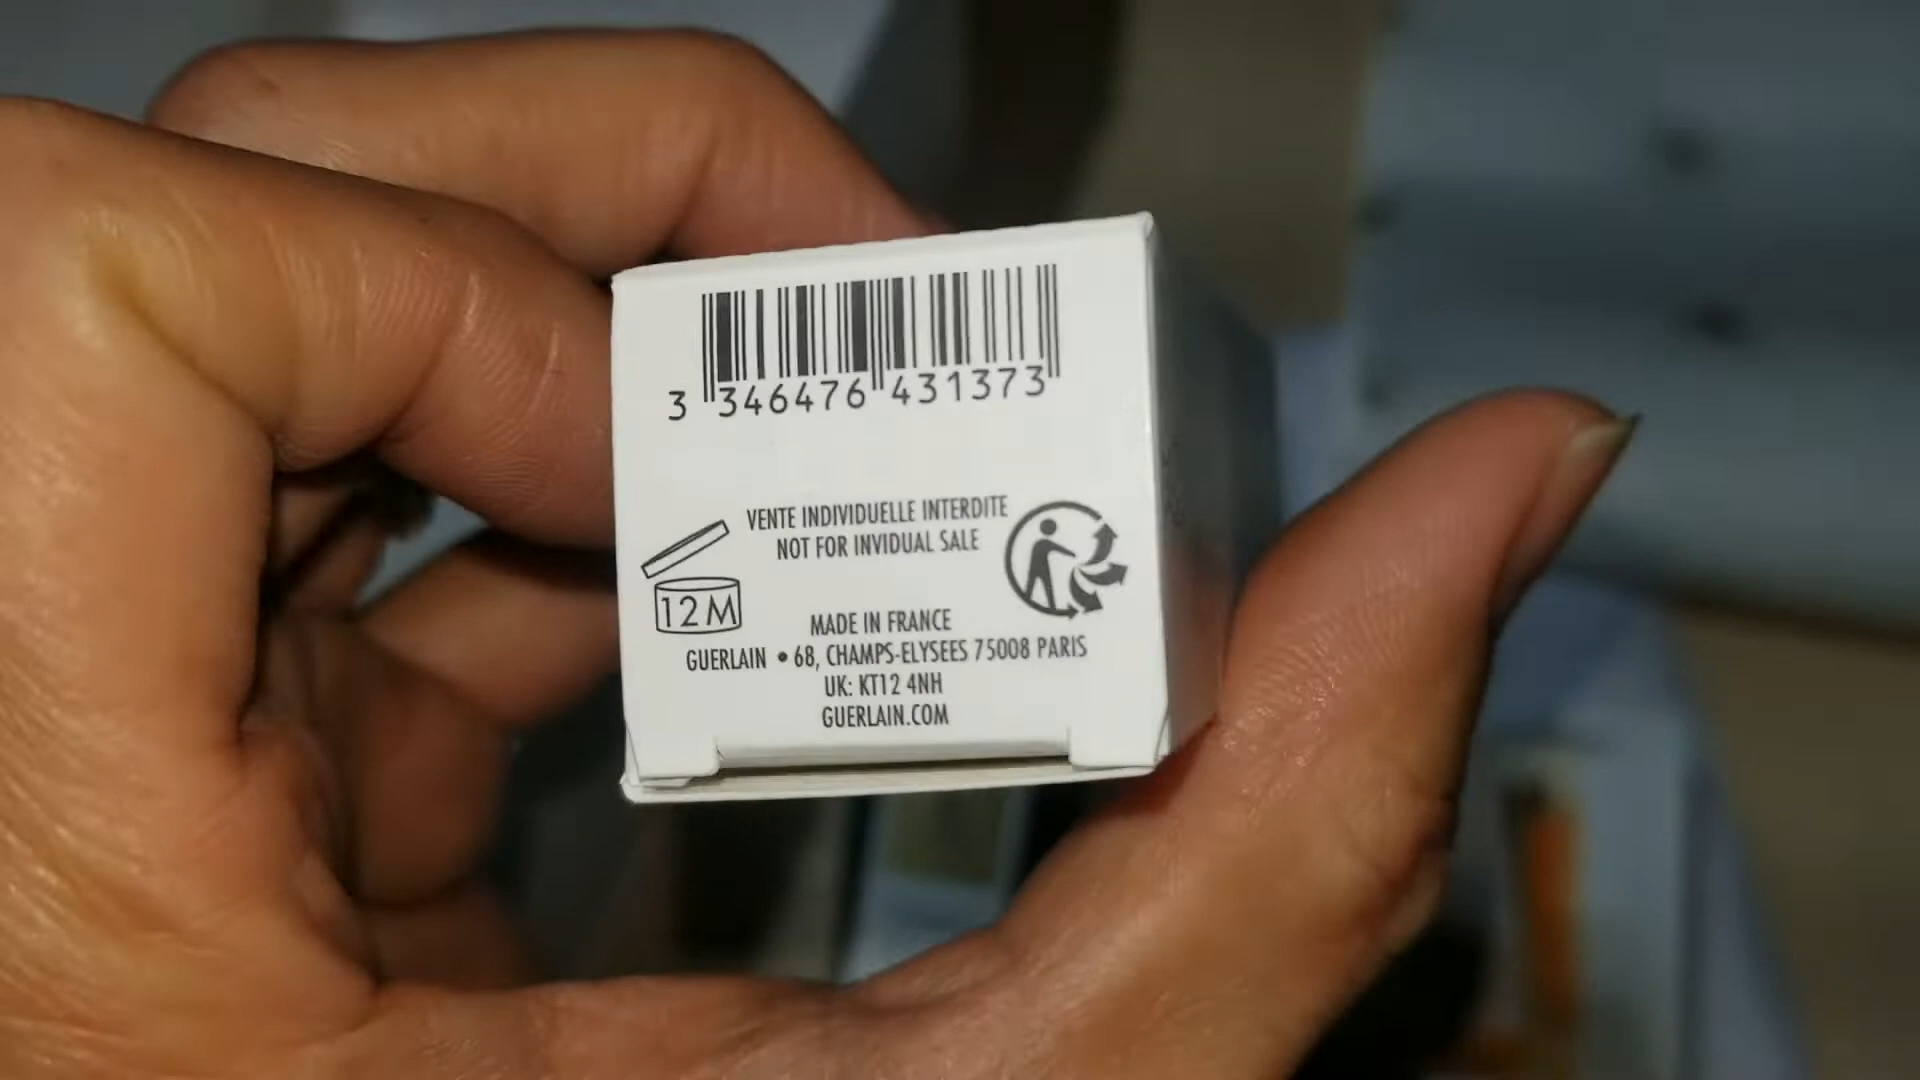 3 346476 431373
VENTE INDIVIDUELLE INTERDITE
NOT FOR INVIDUAL SALE
12M
MADE IN FRANCE
GUERLAIN • 68, CHAMPS-ELYSEES 75008 PARIS
UK: KT12 4NH
GUERLAIN.COM